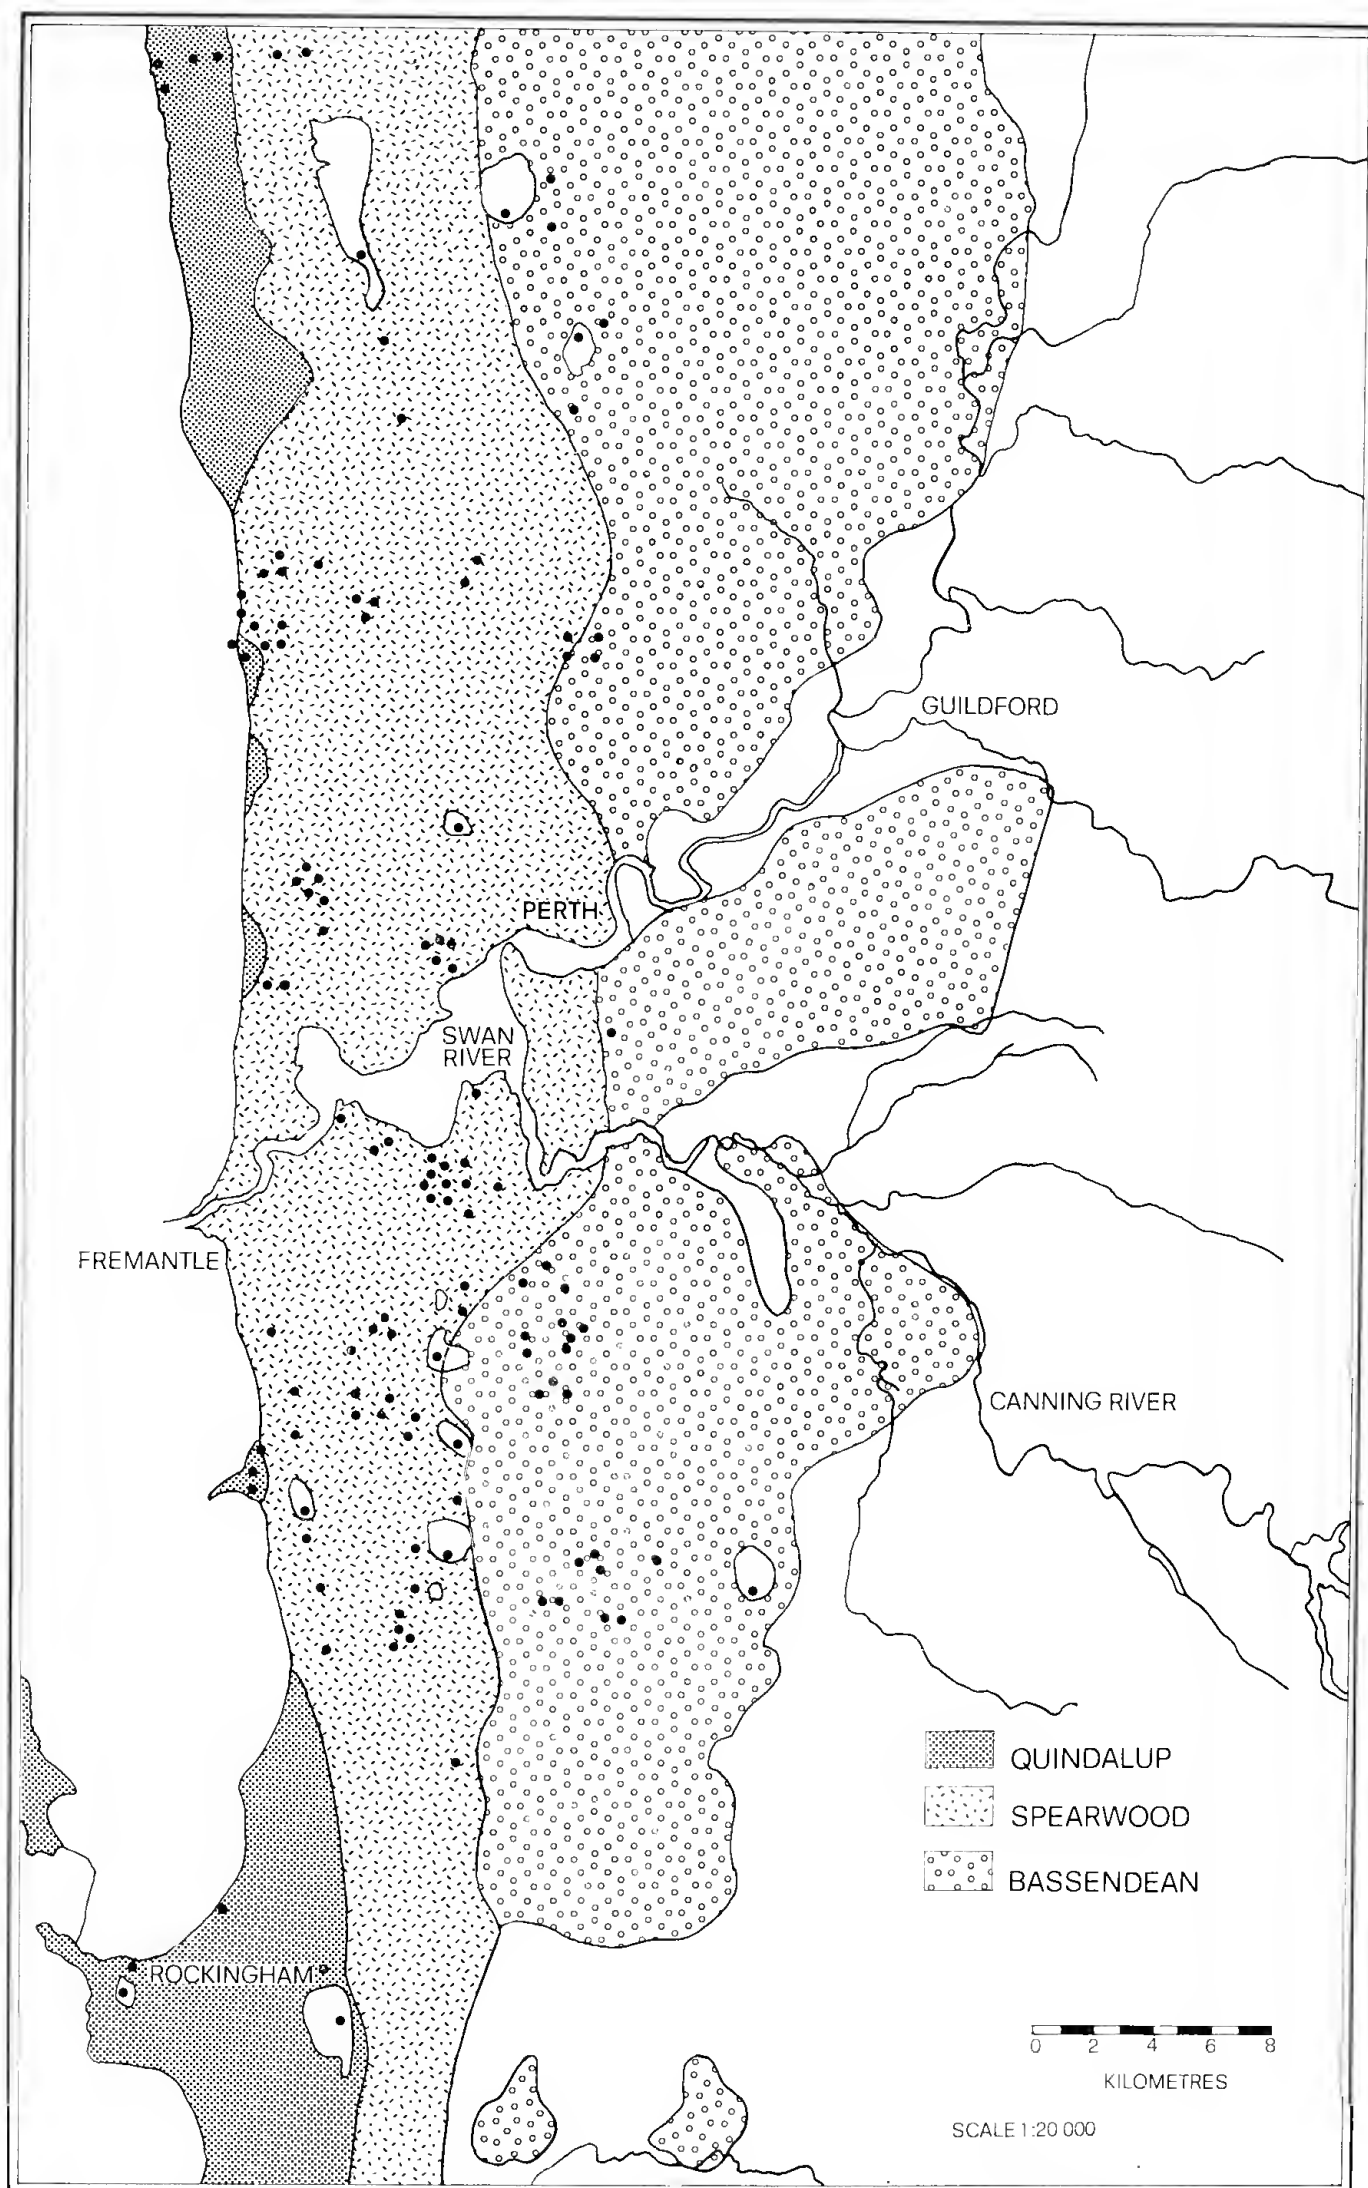 GUILDFORD
PERTH
SWAN
RIVER
FREMANTLE
CANNING RIVER
QUINDALUP
SPEARWOOD
BASSENDEAN
ROCKINGHAM
0 2 4 6 8
KILOMETRES
SCALE 1:20 000